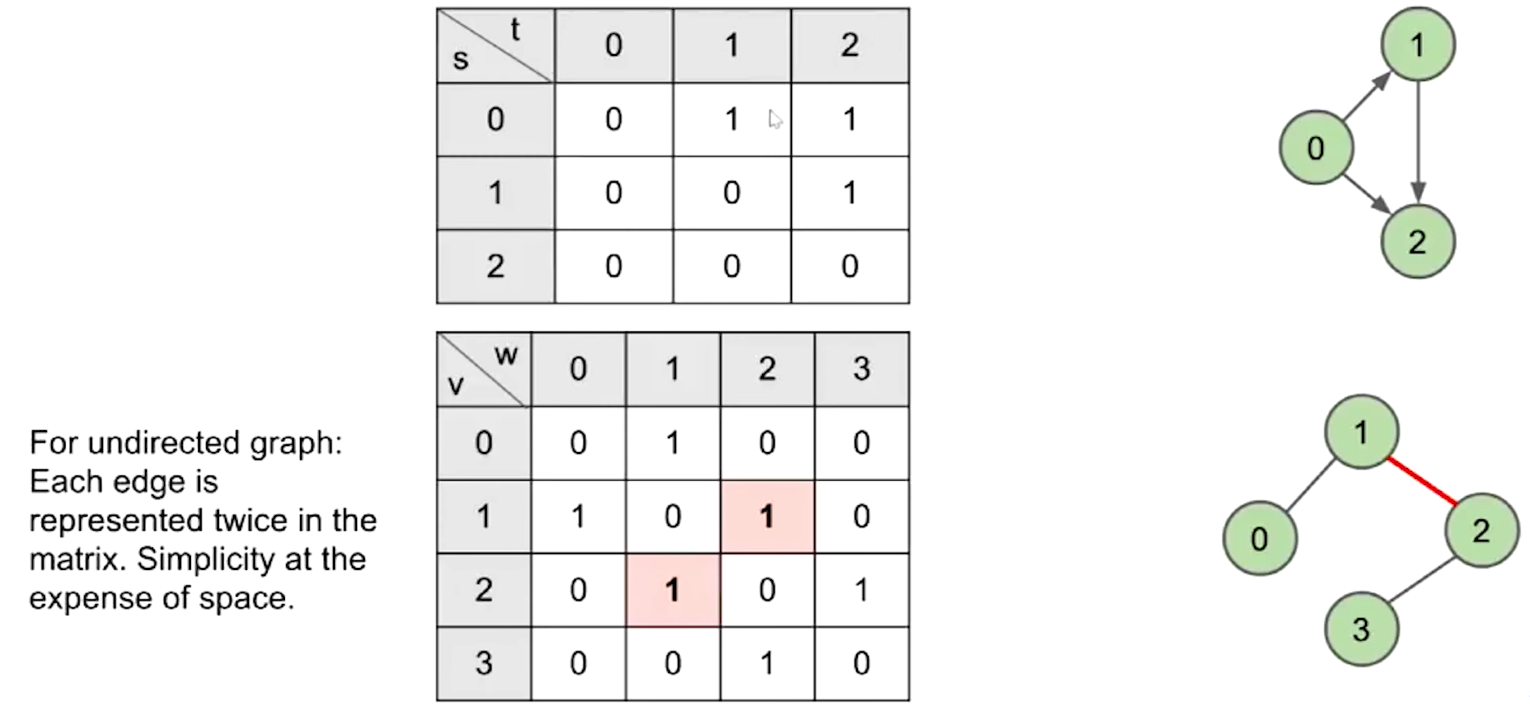 t
s 0 1 2
0 0 1 1
1 0 0 1
2 0 0 0
1
0
2
For undirected graph:
Each edge is
represented twice in the
matrix. Simplicity at the
expense of space.
w
v 0 1 2 3
0 0 1 0 0
1 1 0 1 0
2 0 1 0 1
3 0 0 1 0
1
0
2
3